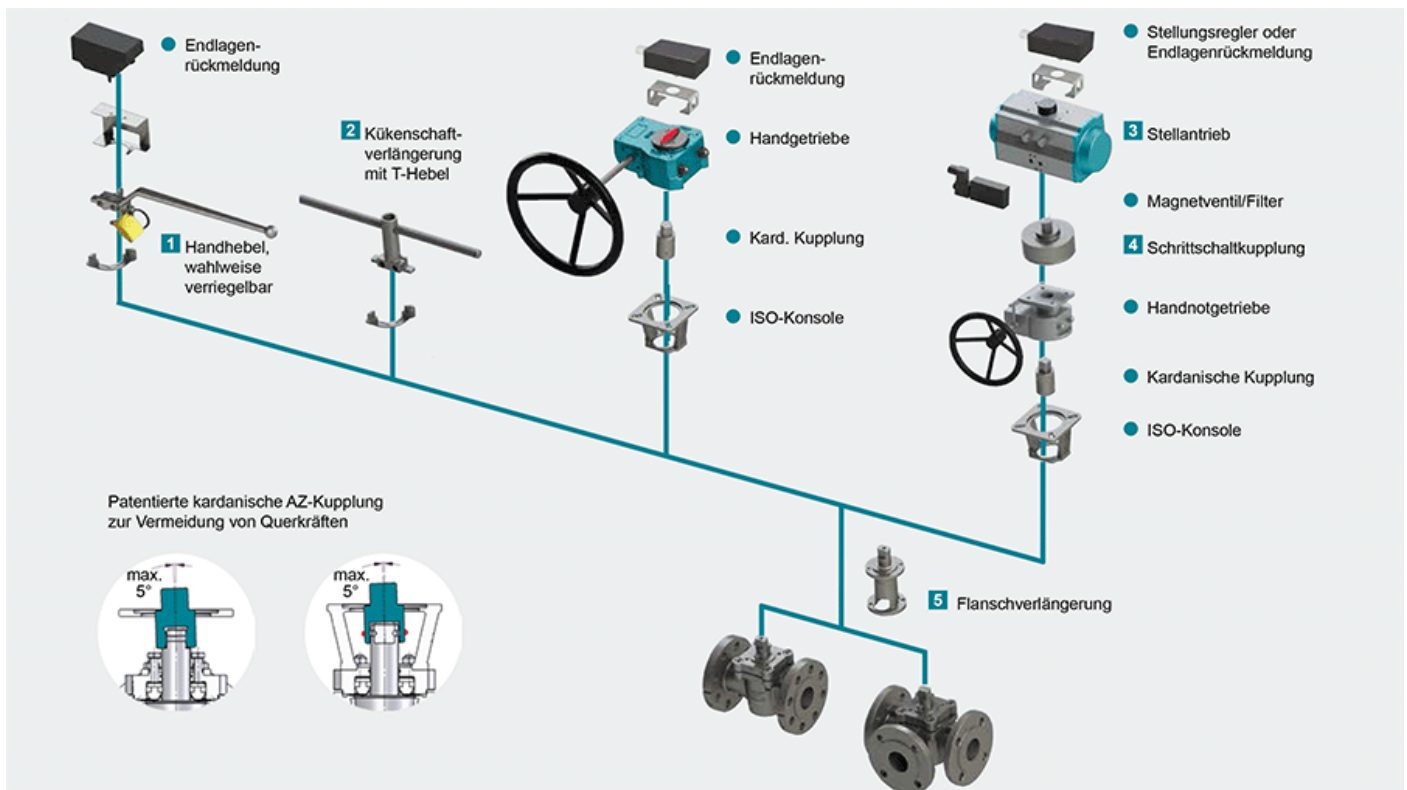 Endlagen-
rückmeldung
1 Handhebel,
wahlweise
verriegelbar
2 Kükenschaft-
verlängerung
mit T-Hebel
Endlagen-
rückmeldung
Handgetriebe
Kard. Kupplung
ISO-Konsole
Stellungsregler oder
Endlagenrückmeldung
3 Stellantrieb
Magnetventil/Filter
4 Schrittschaltkupplung
Handnotgetriebe
Kardanische Kupplung
ISO-Konsole
5 Flanschverlängerung
Patentierte kardanische AZ-Kupplung
zur Vermeidung von Querkräften
max.
5°
max.
5°